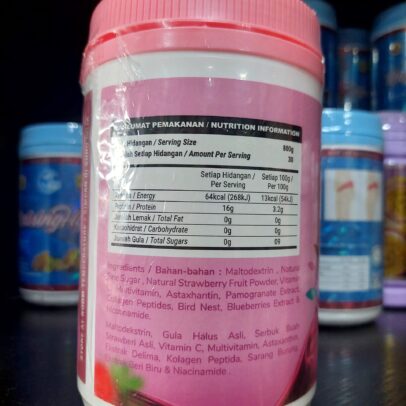 MAKLUMAT PEMAKANAN / NUTRITION INFORMATION
Hidangan / Serving Size 800g
Setiap Hidangan / Amount Per Serving 30
Setiap Hidangan / Per Serving
Setiap 100g / Per 100g
/ Energy 64kcal (268kJ) 13kcal (54kJ)
Protein / Protein 16g 3.2g
Jumlah Lemak / Total Fat 0g 0g
Karbohidrat / Carbohydrate 0g 0g
Jumlah Gula / Total Sugars 0g 0g
Ingredients / Bahan-bahan : Maltodextrin , Natural
Fine Sugar , Natural Strawberry Fruit Powder, Vitamin
Multivitamin, Astaxanthin, Pamogranate Extract,
Collagen Peptides, Bird Nest, Blueberries Extract &
Niacinamide.
Maltodekstrin, Gula Halus Asli, Serbuk Buah
Strawberi Asli, Vitamin C, Multivitamin, Astaxanthin,
Ekstrak Delima, Kolagen Peptida, Sarang Burung,
Beri Biru & Niacinamide .